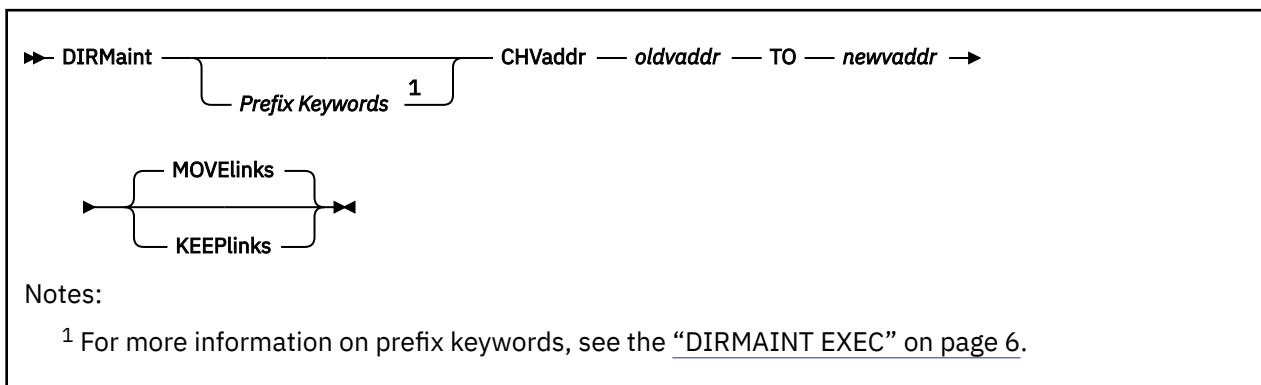 DIRMaint CHVaddr oldvaddr TO newvaddr
Prefix Keywords 1
MOVElinks
KEEPlinks
Notes:
1 For more information on prefix keywords, see the “DIRMAINT EXEC” on page 6.